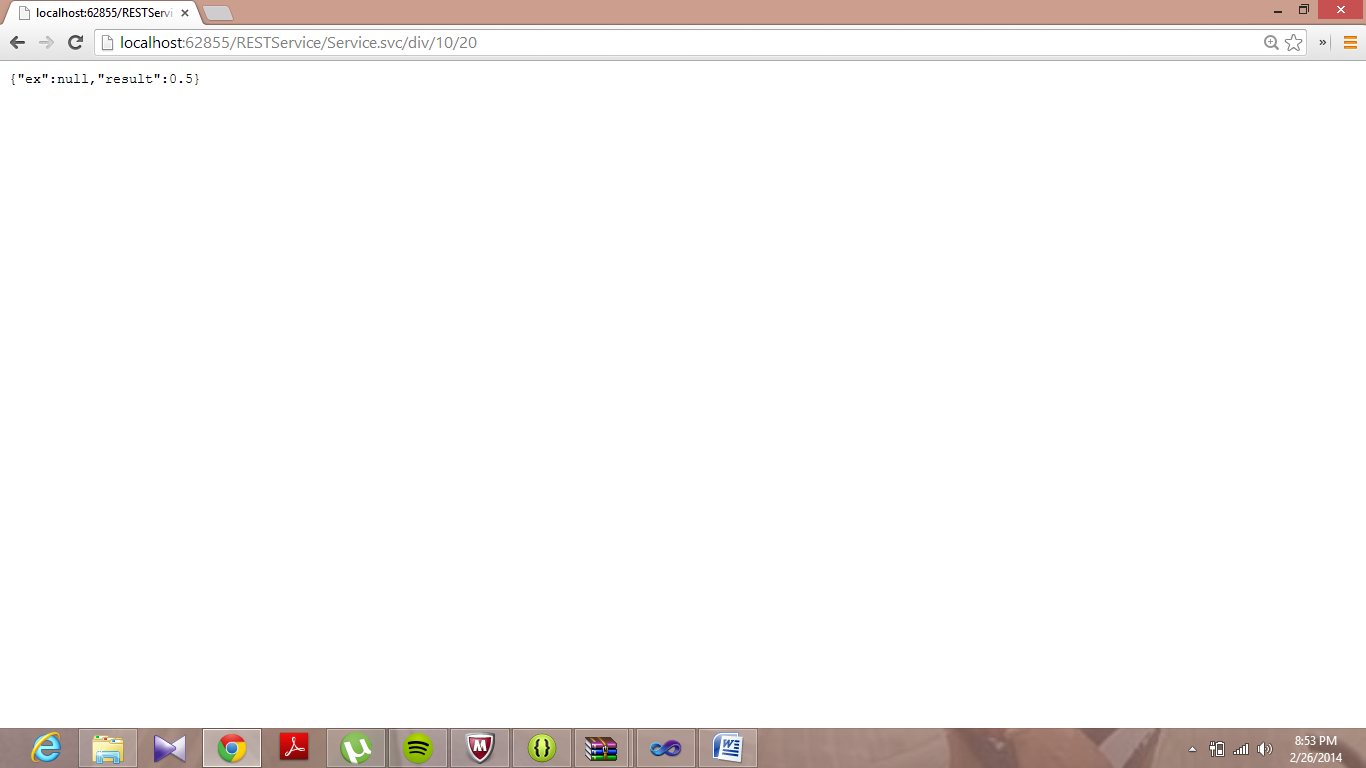 localhost:62855/RESTServi
localhost:62855/RESTService/Service.svc/div/10/20
{"ex":null,"result":0.5}
8:53 PM
2/26/2014